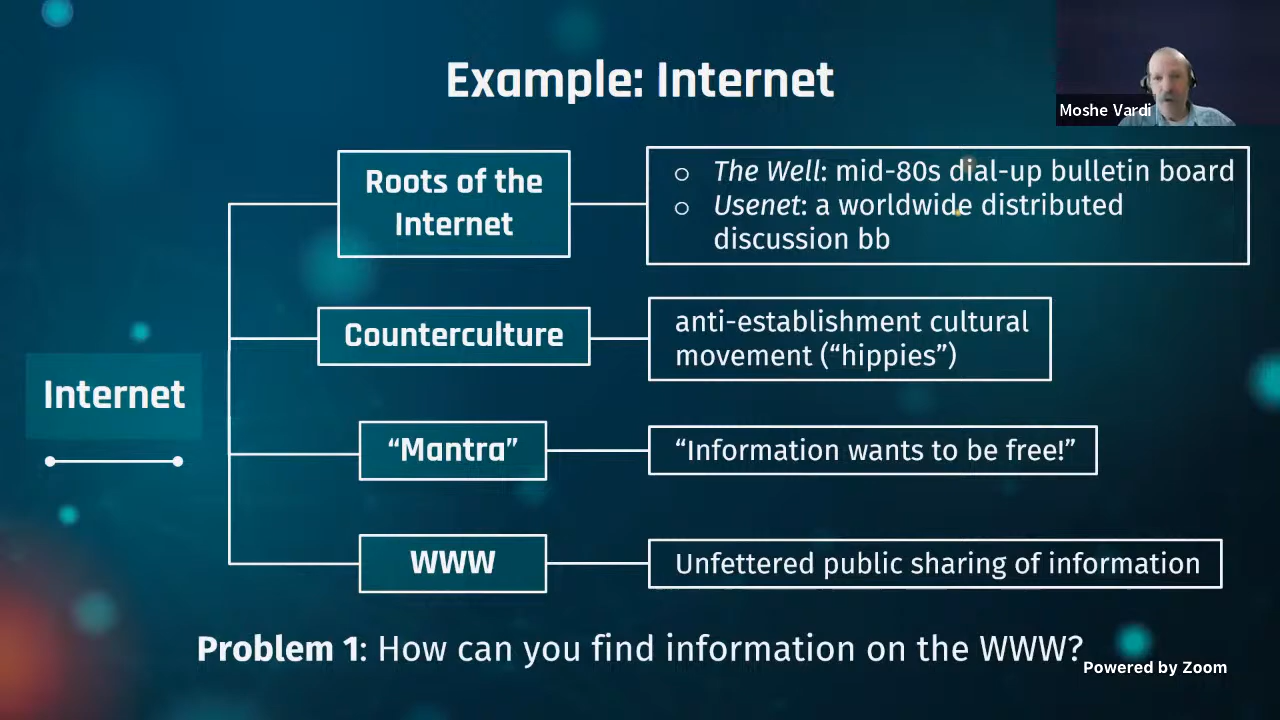 Example: Internet
Moshe Vardi
Roots of the
Internet
○ The Well: mid-80s dial-up bulletin board
○ Usenet: a worldwide distributed
discussion bb
Counterculture
anti-establishment cultural
movement (“hippies”)
Internet
“Mantra”
“Information wants to be free!”
WWW
Unfettered public sharing of information
Problem 1: How can you find information on the WWW?
Powered by Zoom